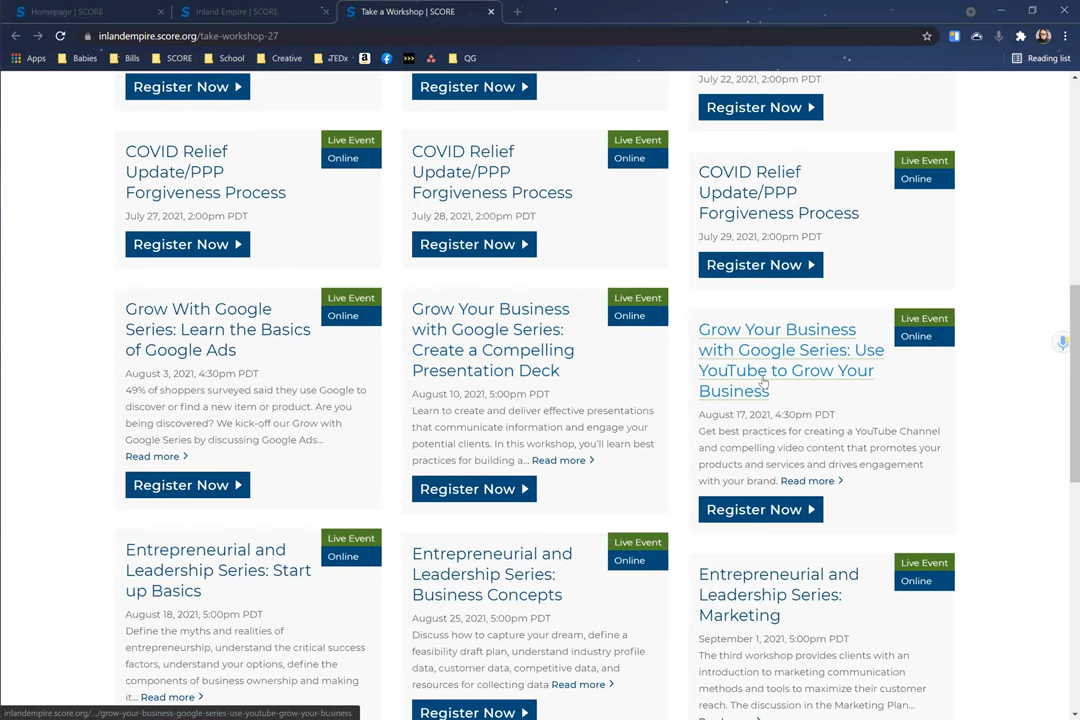 Homepage | SCORE
Inland Empire | SCORE
Take a Workshop | SCORE
inlandempire.score.org/take-workshop-27
Apps
Babies
Bills
SCORE
School
Creative
TEDx
QG
Reading list
Register Now
Register Now
July 22, 2021, 2:00pm PDT
Register Now
COVID Relief
Update/PPP
Forgiveness Process
Live Event
Online
July 27, 2021, 2:00pm PDT
Register Now
COVID Relief
Update/PPP
Forgiveness Process
Live Event
Online
July 28, 2021, 2:00pm PDT
Register Now
COVID Relief
Update/PPP
Forgiveness Process
Live Event
Online
July 29, 2021, 2:00pm PDT
Register Now
Grow With Google
Series: Learn the Basics
of Google Ads
Live Event
Online
August 3, 2021, 4:30pm PDT
49% of shoppers surveyed said they use Google to
discover or find a new item or product. Are you
being discovered? We kick-off our Grow with
Google Series by discussing Google Ads...
Read more
Register Now
Grow Your Business
with Google Series:
Create a Compelling
Presentation Deck
Live Event
Online
August 10, 2021, 5:00pm PDT
Learn to create and deliver effective presentations
that communicate information and engage your
potential clients. In this workshop, you'll learn best
practices for building a... Read more
Register Now
Grow Your Business
with Google Series: Use
YouTube to Grow Your
Business
Live Event
Online
August 17, 2021, 4:30pm PDT
Get best practices for creating a YouTube Channel
and compelling video content that promotes your
products and services and drives engagement
with your brand. Read more
Register Now
Entrepreneurial and
Leadership Series: Start
up Basics
Live Event
Online
August 18, 2021, 5:00pm PDT
Define the myths and realities of
entrepreneurship, understand the critical success
factors, understand your options, define the
components of business ownership and making
it... Read more
Entrepreneurial and
Leadership Series:
Business Concepts
Live Event
Online
August 25, 2021, 5:00pm PDT
Discuss how to capture your dream, define a
feasibility draft plan, understand industry profile
data, customer data, competitive data, and
resources for collecting data Read more
Register Now
Entrepreneurial and
Leadership Series:
Marketing
Live Event
Online
September 1, 2021, 5:00pm PDT
The third workshop provides clients with an
introduction to marketing communication
methods and tools to maximize their customer
reach. The discussion in the Marketing Plan...
inlandempire.score.org/.../grow-your-business-google-series-use-youtube-grow-your-business